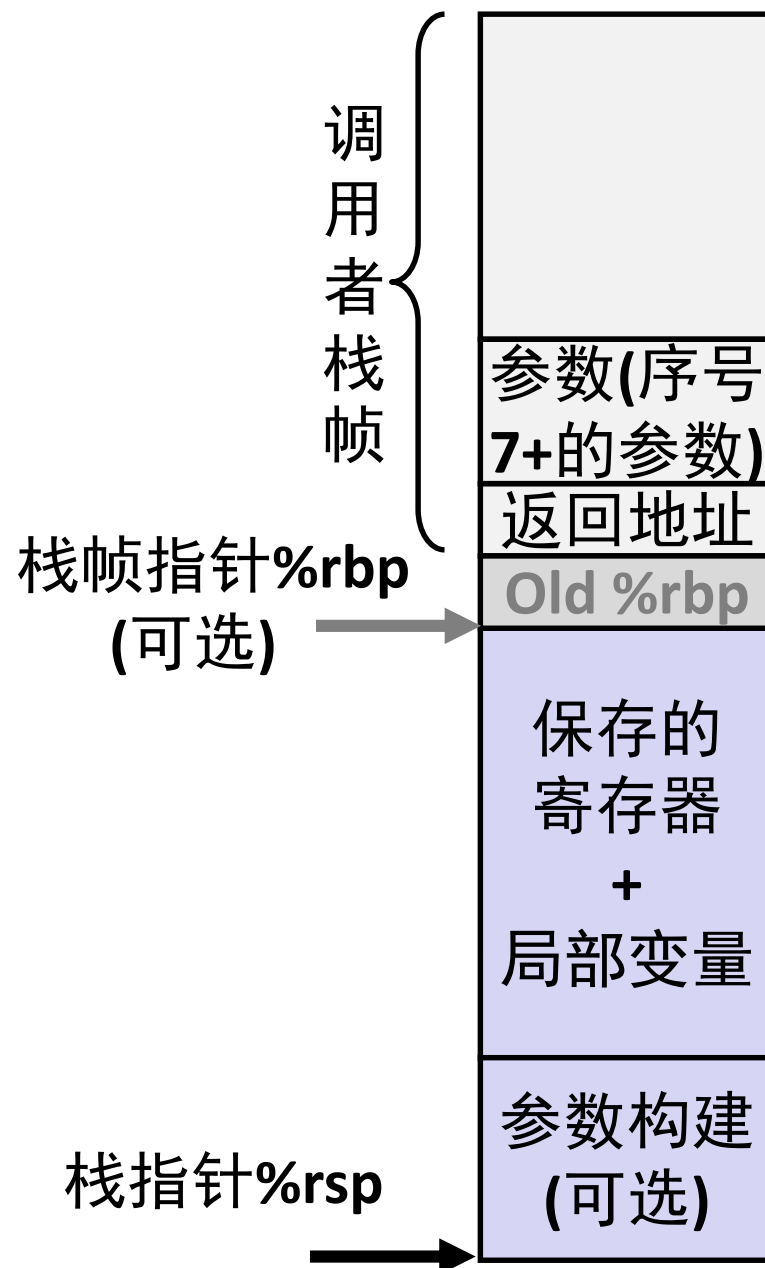 调
用
者
栈
帧
参数(序号
7+的参数)
返回地址
栈帧指针%rbp
(可选)
Old %rbp
保存的
寄存器
+
局部变量
参数构建
(可选)
栈指针%rsp